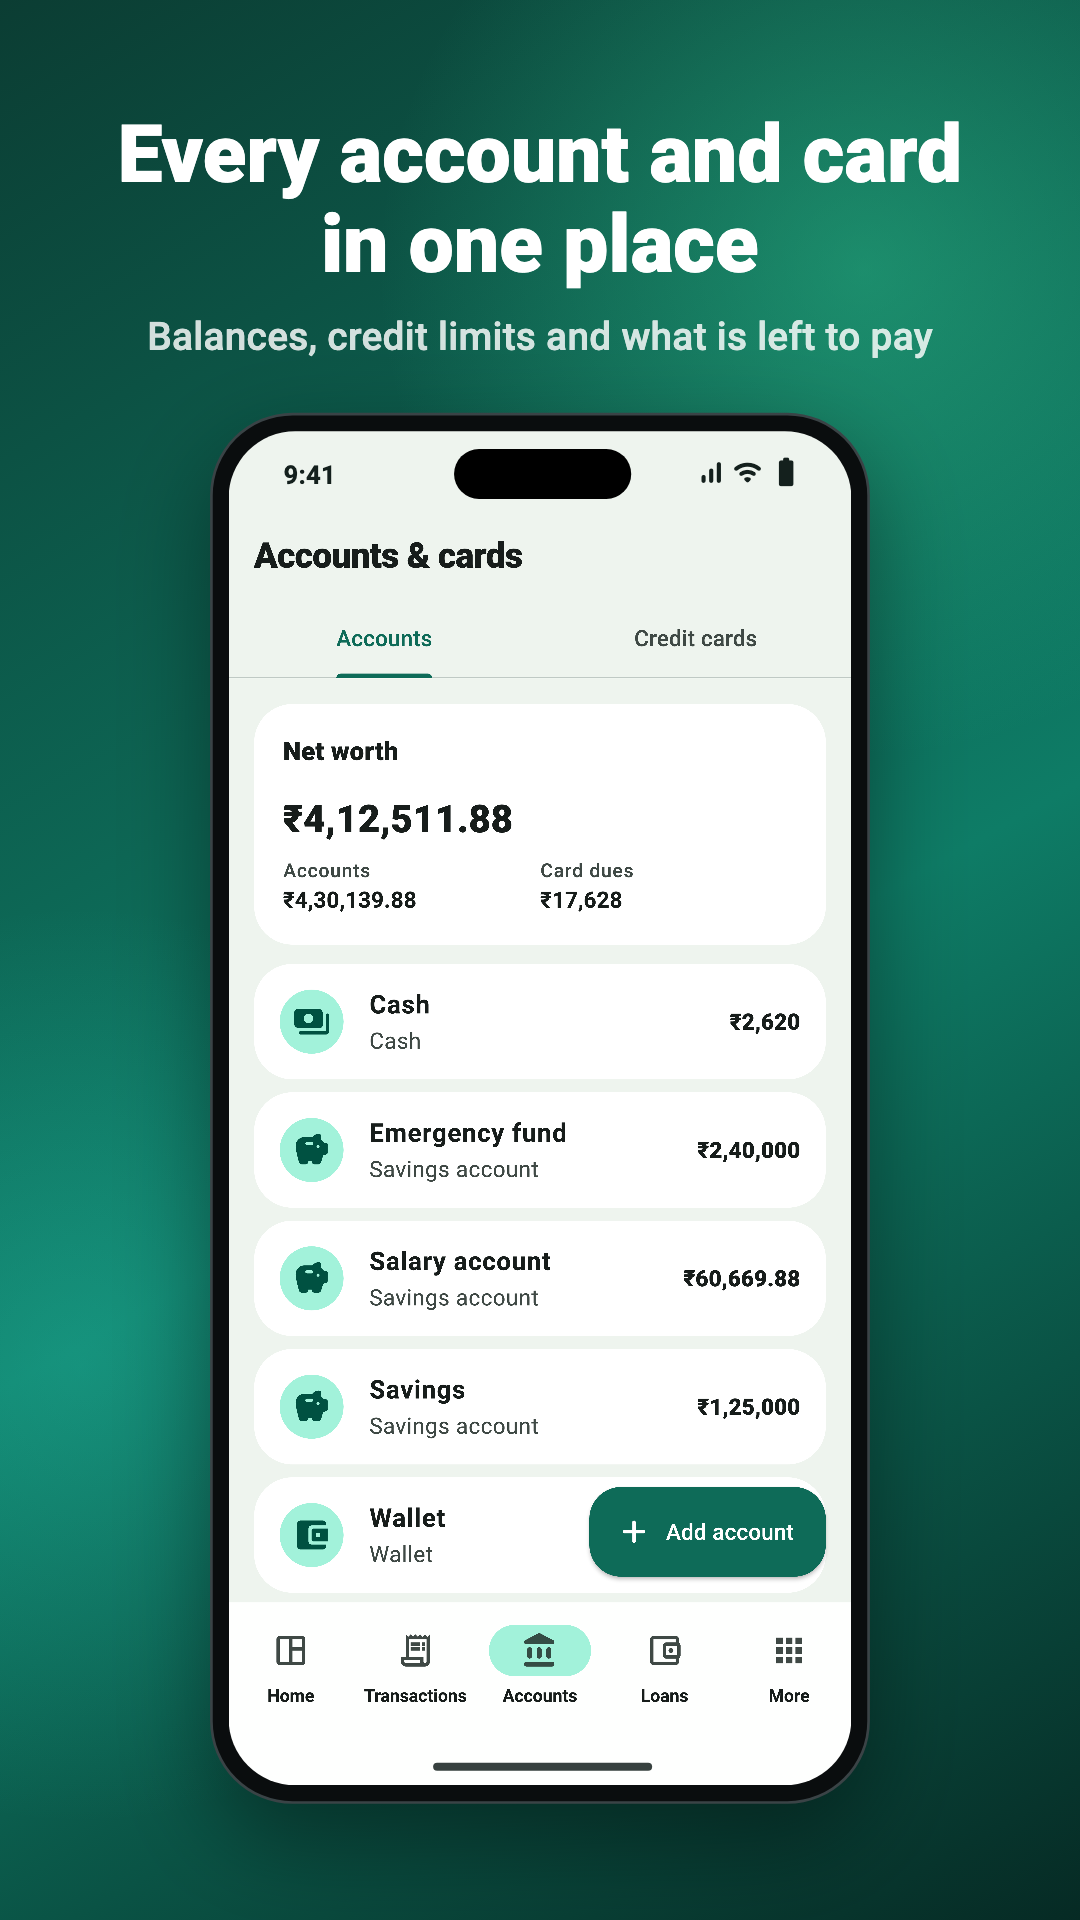 Every account and card
in one place
Balances, credit limits and what is left to pay
9:41
Accounts & cards
Accounts
Credit cards
Net worth
₹4,12,511.88
Accounts
Card dues
₹4,30,139.88
₹17,628
Cash
Cash
₹2,620
Emergency fund
Savings account
₹2,40,000
Salary account
Savings account
₹60,669.88
Savings
Savings account
₹1,25,000
Wallet
Wallet
Add account
Home
Transactions
Accounts
Loans
More